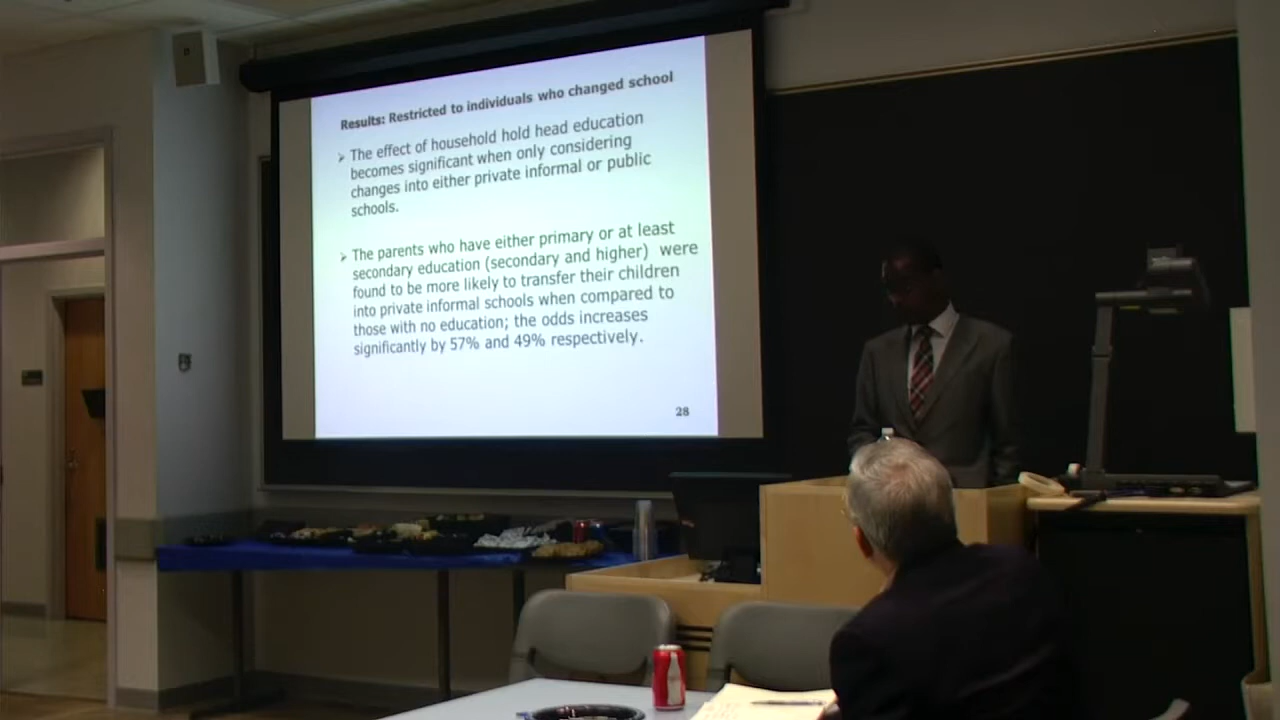 Results: Restricted to individuals who changed school
➢ The effect of household hold head education
becomes significant when only considering
changes into either private informal or public
schools.
➢ The parents who have either primary or at least
secondary education (secondary and higher) were
found to be more likely to transfer their children
into private informal schools when compared to
those with no education; the odds increases
significantly by 57% and 49% respectively.
28